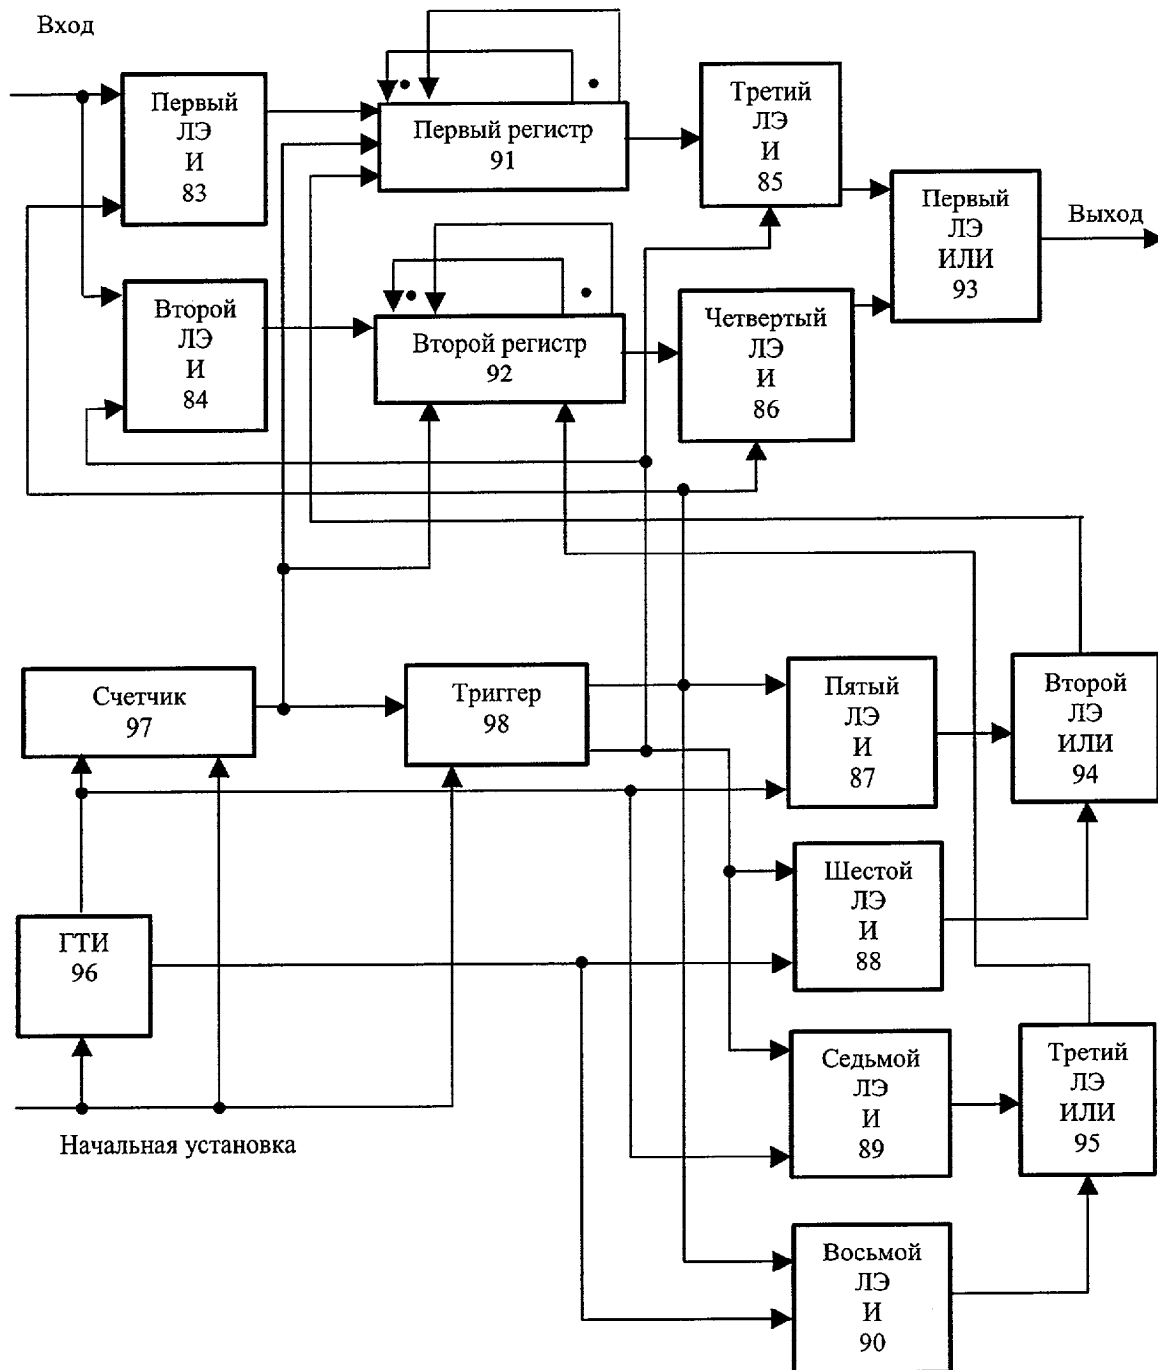 Вход
Первый
ЛЭ
И
83
Первый регистр
91
Третий
ЛЭ
И
85
Первый
ЛЭ
ИЛИ
93
Выход
Второй
ЛЭ
И
84
Второй регистр
92
Четвертый
ЛЭ
И
86
Счетчик
97
Триггер
98
Пятый
ЛЭ
И
87
Второй
ЛЭ
ИЛИ
94
ГТИ
96
Шестой
ЛЭ
И
88
Седьмой
ЛЭ
И
89
Третий
ЛЭ
ИЛИ
95
Начальная установка
Восьмой
ЛЭ
И
90